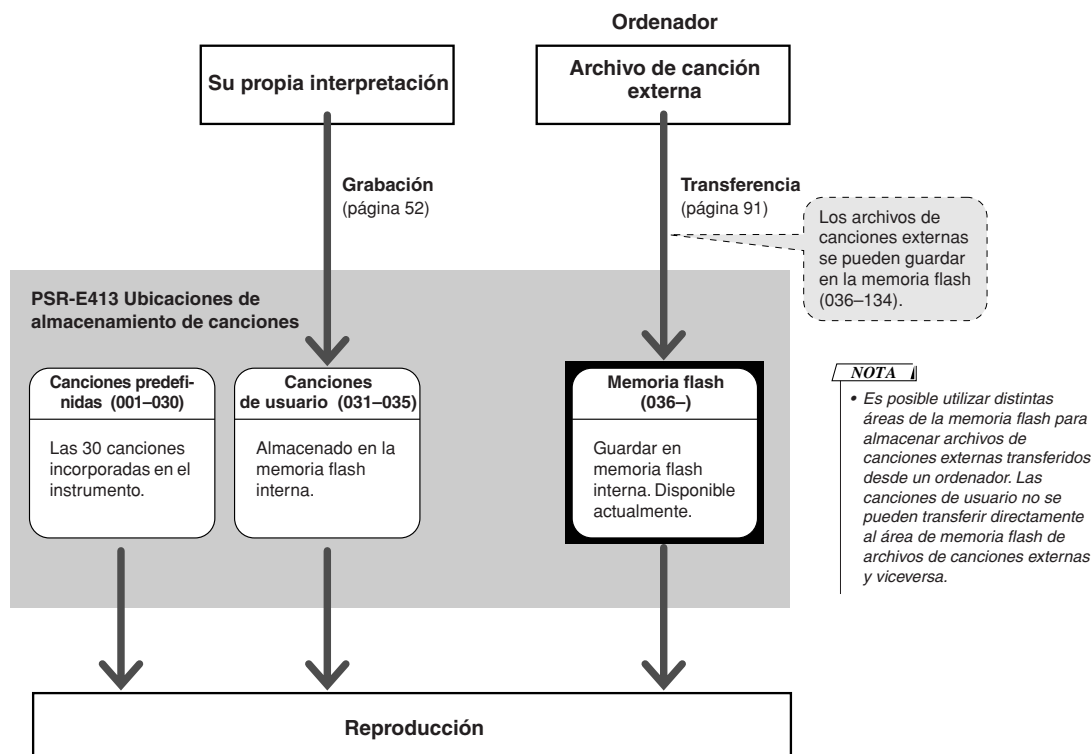 Ordenador
Su propia interpretación
Archivo de canción
externa
Grabación
(página 52)
Transferencia
(página 91)
Los archivos de
canciones externas
se pueden guardar
en la memoria flash
(036–134).
PSR-E413 Ubicaciones de
almacenamiento de canciones
Canciones predefi-
nidas (001–030)
Las 30 canciones
incorporadas en el
instrumento.
Canciones
de usuario (031–035)
Almacenado en la
memoria flash
interna.
Memoria flash
(036–)
Guardar en
memoria flash
interna. Disponible
actualmente.
NOTA
• Es posible utilizar distintas
áreas de la memoria flash para
almacenar archivos de
canciones externas transferidos
desde un ordenador. Las
canciones de usuario no se
pueden transferir directamente
al área de memoria flash de
archivos de canciones externas
y viceversa.
Reproducción